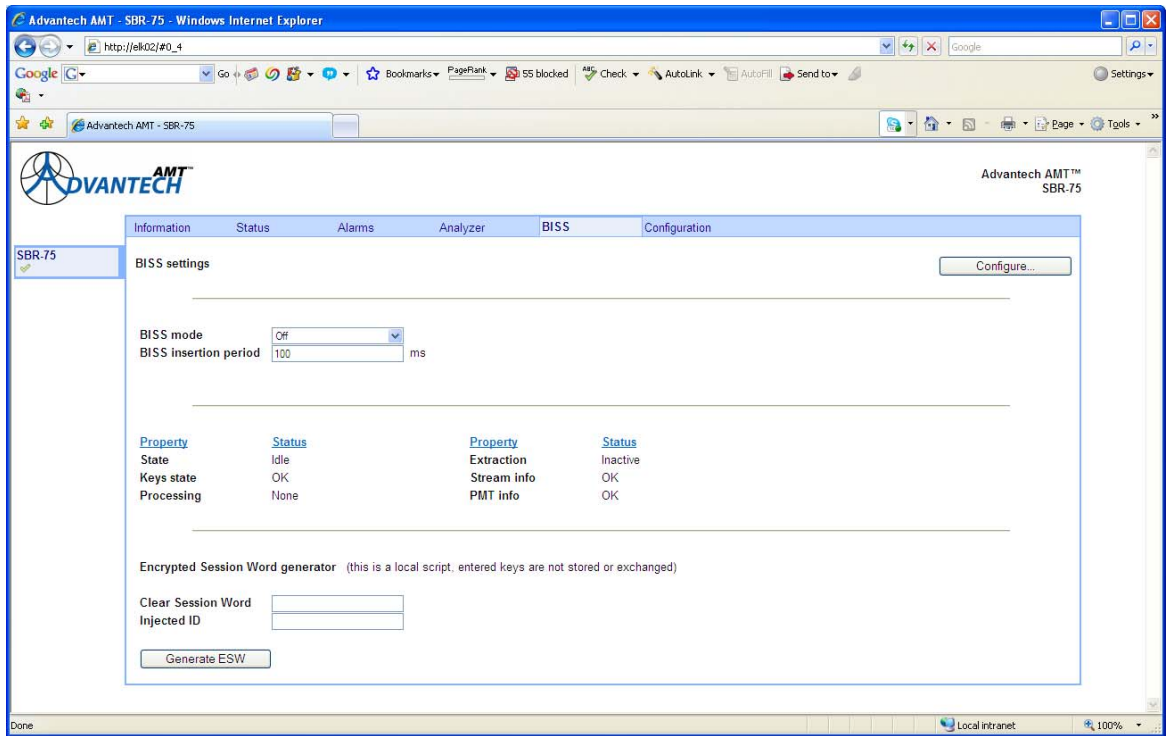 Advantech AMT - SBR-75 - Windows Internet Explorer
http://elk02/#0_4
Google
Google G Go Bookmarks PageRank 55 blocked ABC Check AutoLink AutoFill Send to Settings
Advantech AMT - SBR-75 Page Tools »
ADVANTECH AMT™
Advantech AMT™
SBR-75
Information Status Alarms Analyzer BISS Configuration
SBR-75
BISS settings Configure...
BISS mode Off
BISS insertion period 100 ms
Property Status Property Status
State Idle Extraction Inactive
Keys state OK Stream info OK
Processing None PMT info OK
Encrypted Session Word generator (this is a local script, entered keys are not stored or exchanged)
Clear Session Word
Injected ID
Generate ESW
Done Local intranet 100%